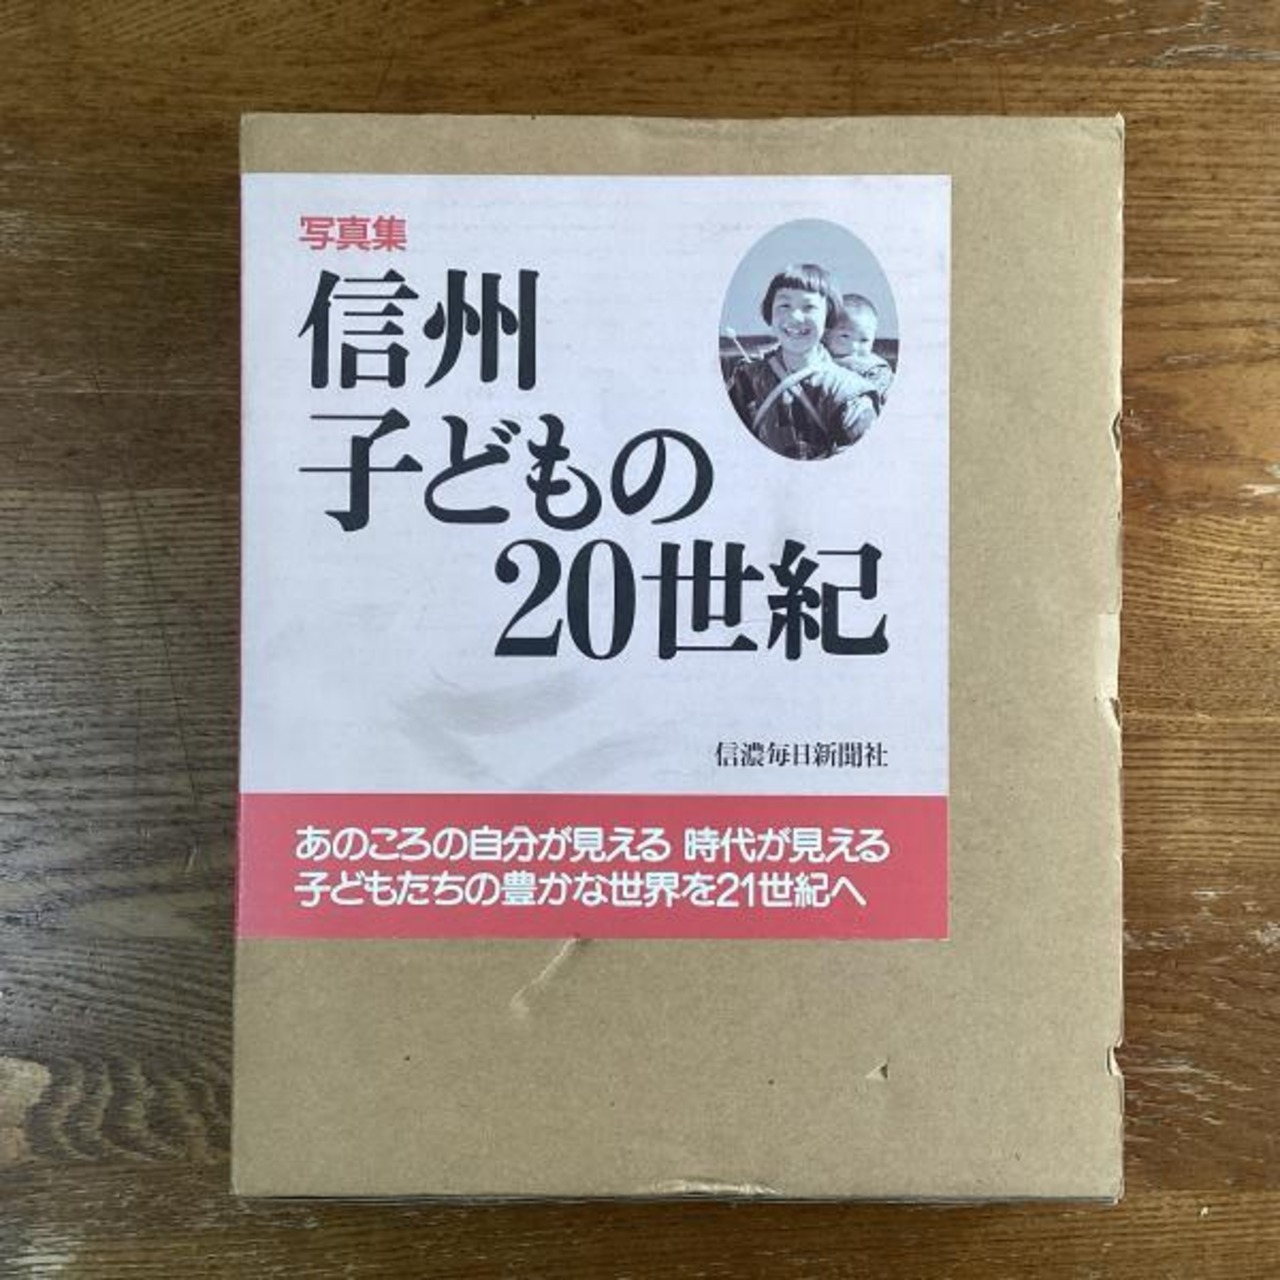 写真集
信州
子どもの
20世紀
信濃毎日新聞社
あのころの自分が見える 時代が見える
子どもたちの豊かな世界を21世紀へ